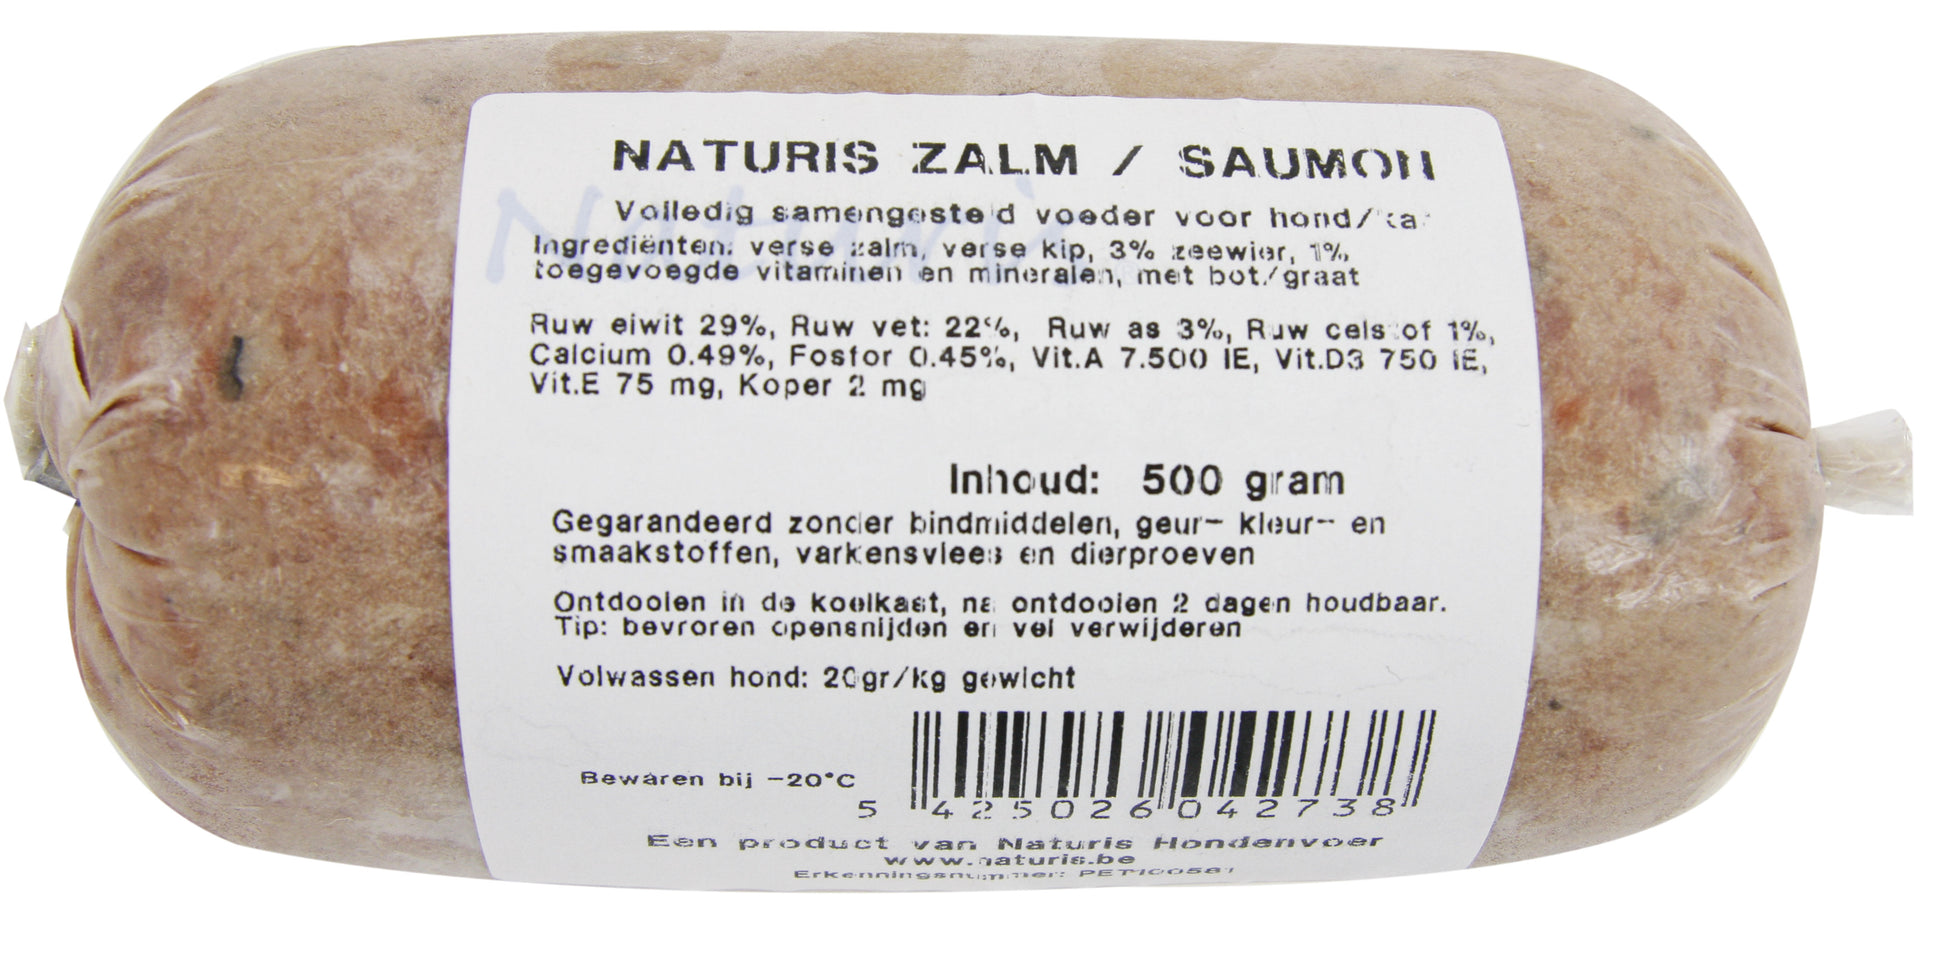 NATURIS ZALM / SAUMON
Volledig samengesteld voeder voor hond/
Ingrediënten: verse zalm, verse kip, 3% zeewier, 1%
toegevoegde vitaminen en mineralen, met bot/graat
Ruw eiwit 29%, Ruw vet: 22%, Ruw as 3%, Ruw celstof 1%,
Calcium 0.49%, Fosfor 0.45%, Vit.A 7.500 IE, Vit.D3 750 IE,
Vit.E 75 mg, Koper 2 mg
Inhoud: 500 gram
Gegarandeerd zonder bindmiddelen, geur- kleur- en
smaakstoffen, varkensvlees en dierproeven
Ontdooien in de koelkast, na ontdooien 2 dagen houdbaar.
Tip: bevroren opensnijden en vel verwijderen
Volwassen hond: 20gr/kg gewicht
Bewaren bij -20°C
5 425026 042738
Een product van Naturis Hondenvoer
www.naturis.be
Erkenningsnummer: PET100581